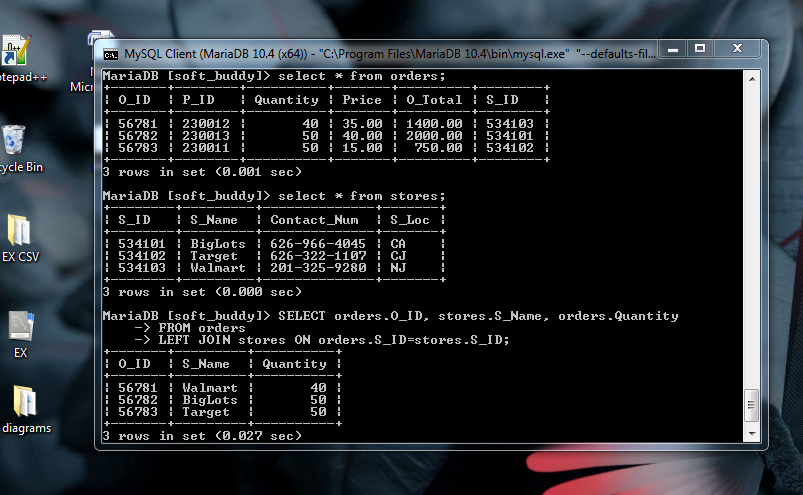 MySQL Client (MariaDB 10.4 (x64)) - "C:\Program Files\MariaDB 10.4\bin\mysql.exe" "--defaults-fil...
MariaDB [soft_buddy]> select * from orders;
+-------+--------+----------+-------+---------+--------+
¦ O_ID  ¦ P_ID   ¦ Quantity ¦ Price ¦ O_Total ¦ S_ID   ¦
+-------+--------+----------+-------+---------+--------+
¦ 56781 ¦ 230012 ¦       40 ¦ 35.00 ¦ 1400.00 ¦ 534103 ¦
¦ 56782 ¦ 230013 ¦       50 ¦ 40.00 ¦ 2000.00 ¦ 534101 ¦
¦ 56783 ¦ 230011 ¦       50 ¦ 15.00 ¦  750.00 ¦ 534102 ¦
+-------+--------+----------+-------+---------+--------+
3 rows in set (0.001 sec)
MariaDB [soft_buddy]> select * from stores;
+--------+---------+--------------+-------+
¦ S_ID   ¦ S_Name  ¦ Contact_Num  ¦ S_Loc ¦
+--------+---------+--------------+-------+
¦ 534101 ¦ BigLots ¦ 626-966-4045 ¦ CA    ¦
¦ 534102 ¦ Target  ¦ 626-322-1107 ¦ CJ    ¦
¦ 534103 ¦ Walmart ¦ 201-325-9280 ¦ NJ    ¦
+--------+---------+--------------+-------+
3 rows in set (0.000 sec)
MariaDB [soft_buddy]> SELECT orders.O_ID, stores.S_Name, orders.Quantity
    -> FROM orders
    -> LEFT JOIN stores ON orders.S_ID=stores.S_ID;
+-------+---------+----------+
¦ O_ID  ¦ S_Name  ¦ Quantity ¦
+-------+---------+----------+
¦ 56781 ¦ Walmart ¦       40 ¦
¦ 56782 ¦ BigLots ¦       50 ¦
¦ 56783 ¦ Target  ¦       50 ¦
+-------+---------+----------+
3 rows in set (0.027 sec)
otepad++
Micr
cycle Bin
EX CSV
EX
diagrams